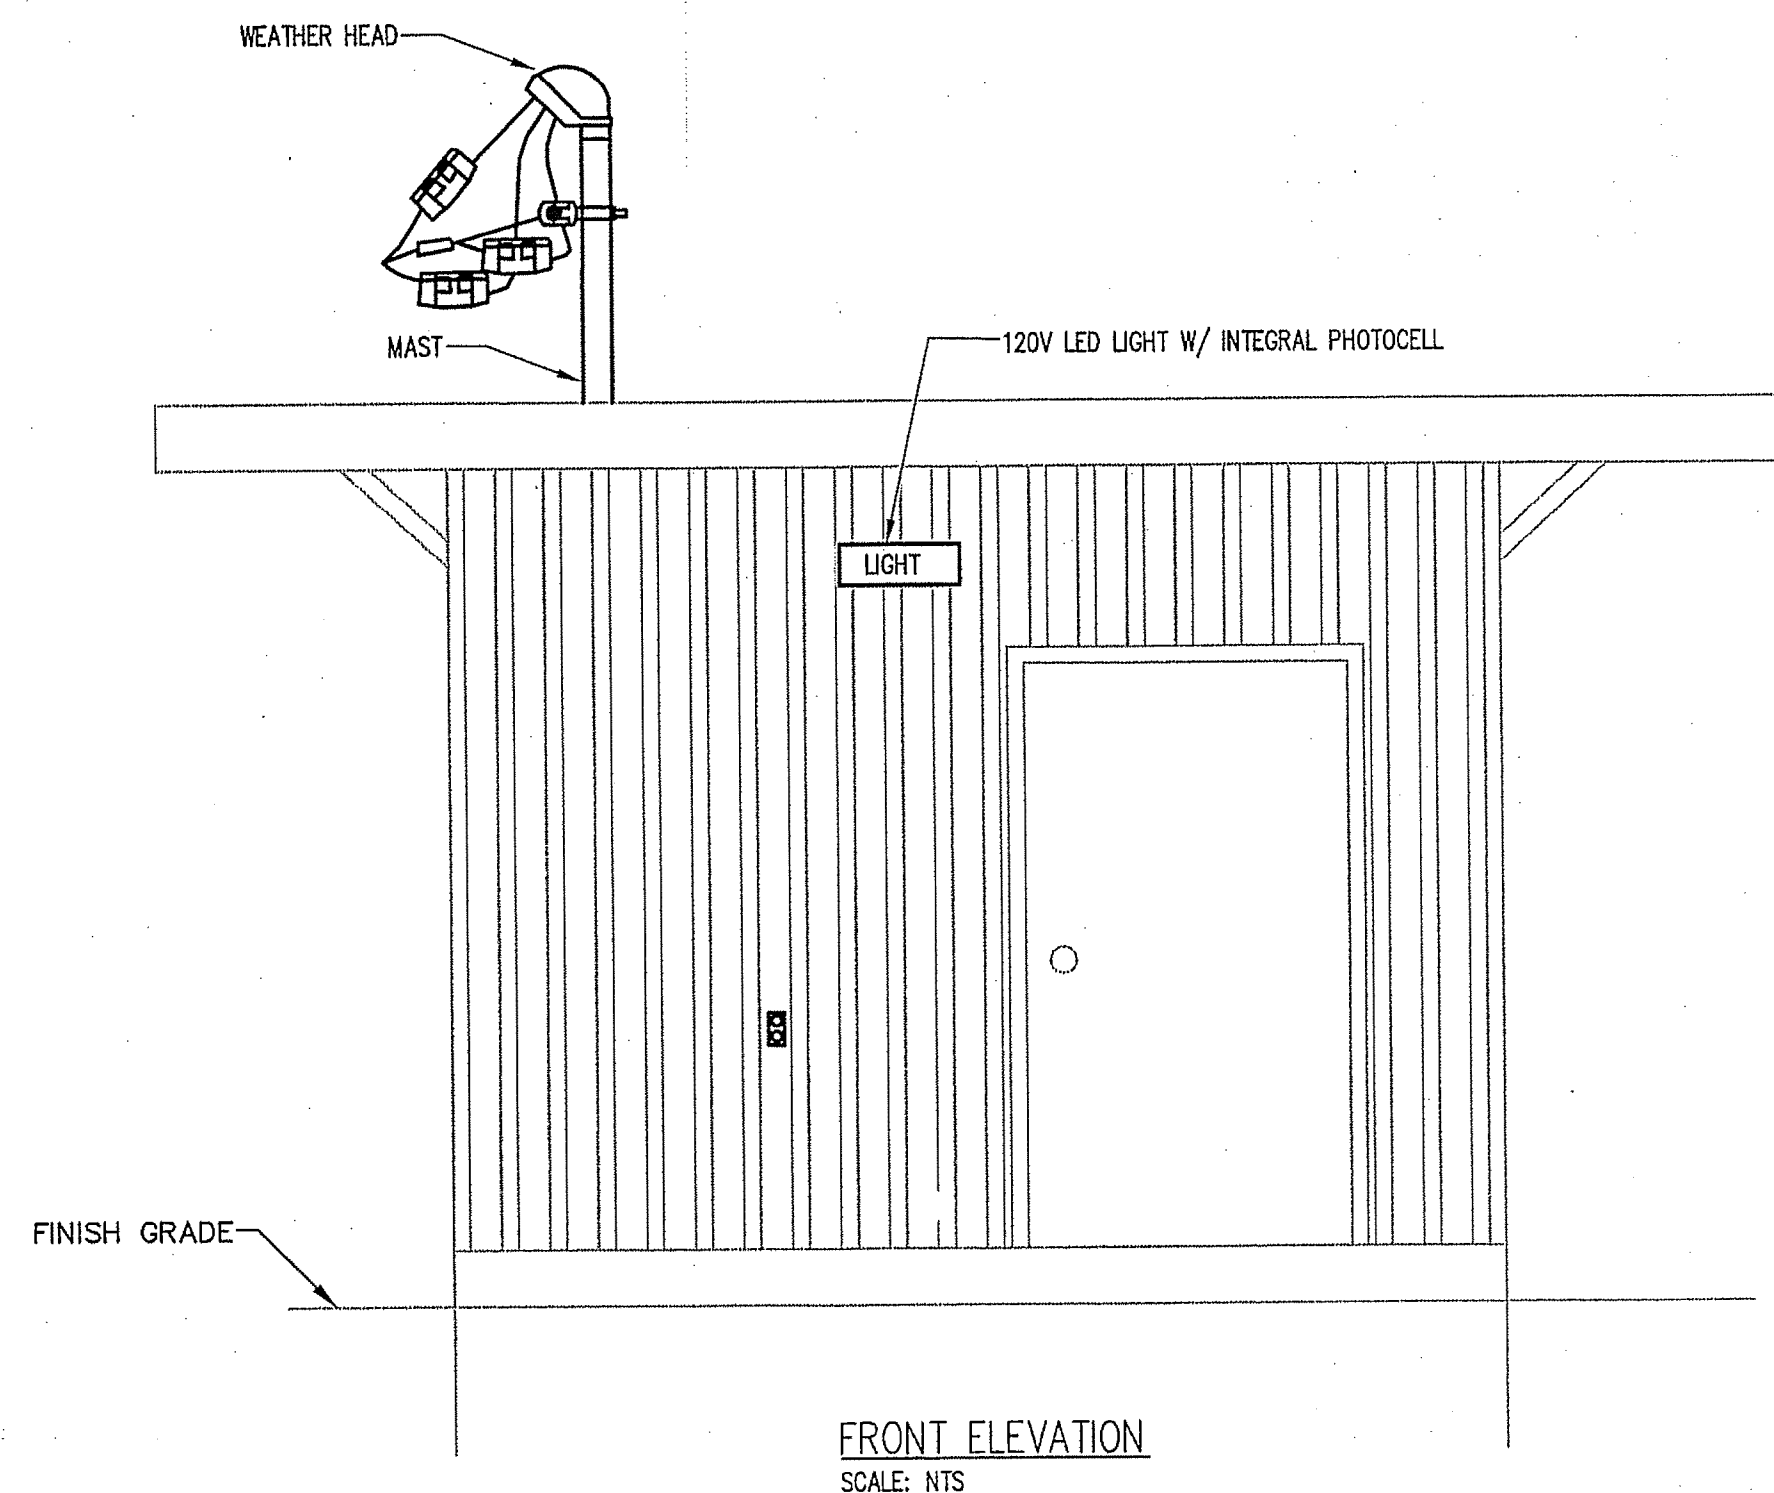 WEATHER HEAD
MAST
120V LED LIGHT W/ INTEGRAL PHOTOCELL
LIGHT
FINISH GRADE
FRONT ELEVATION
SCALE: NTS